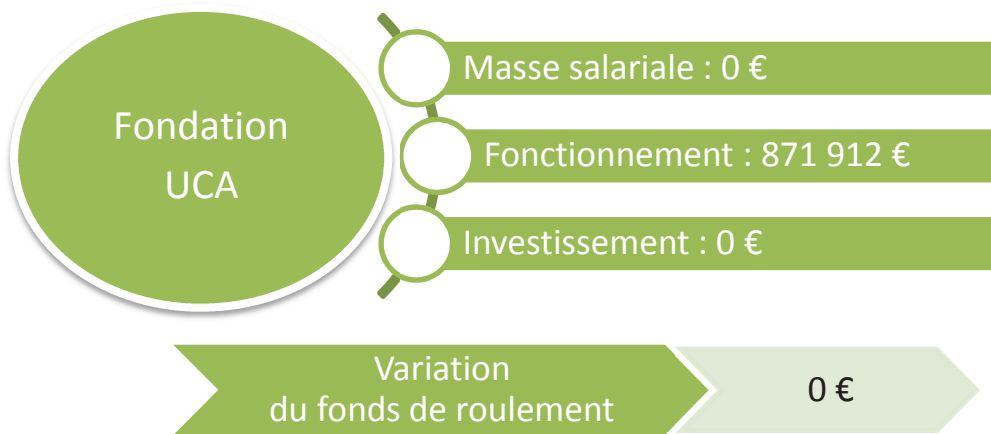 Fondation
UCA
Masse salariale : 0 €
Fonctionnement : 871 912 €
Investissement : 0 €
Variation
du fonds de roulement
0 €